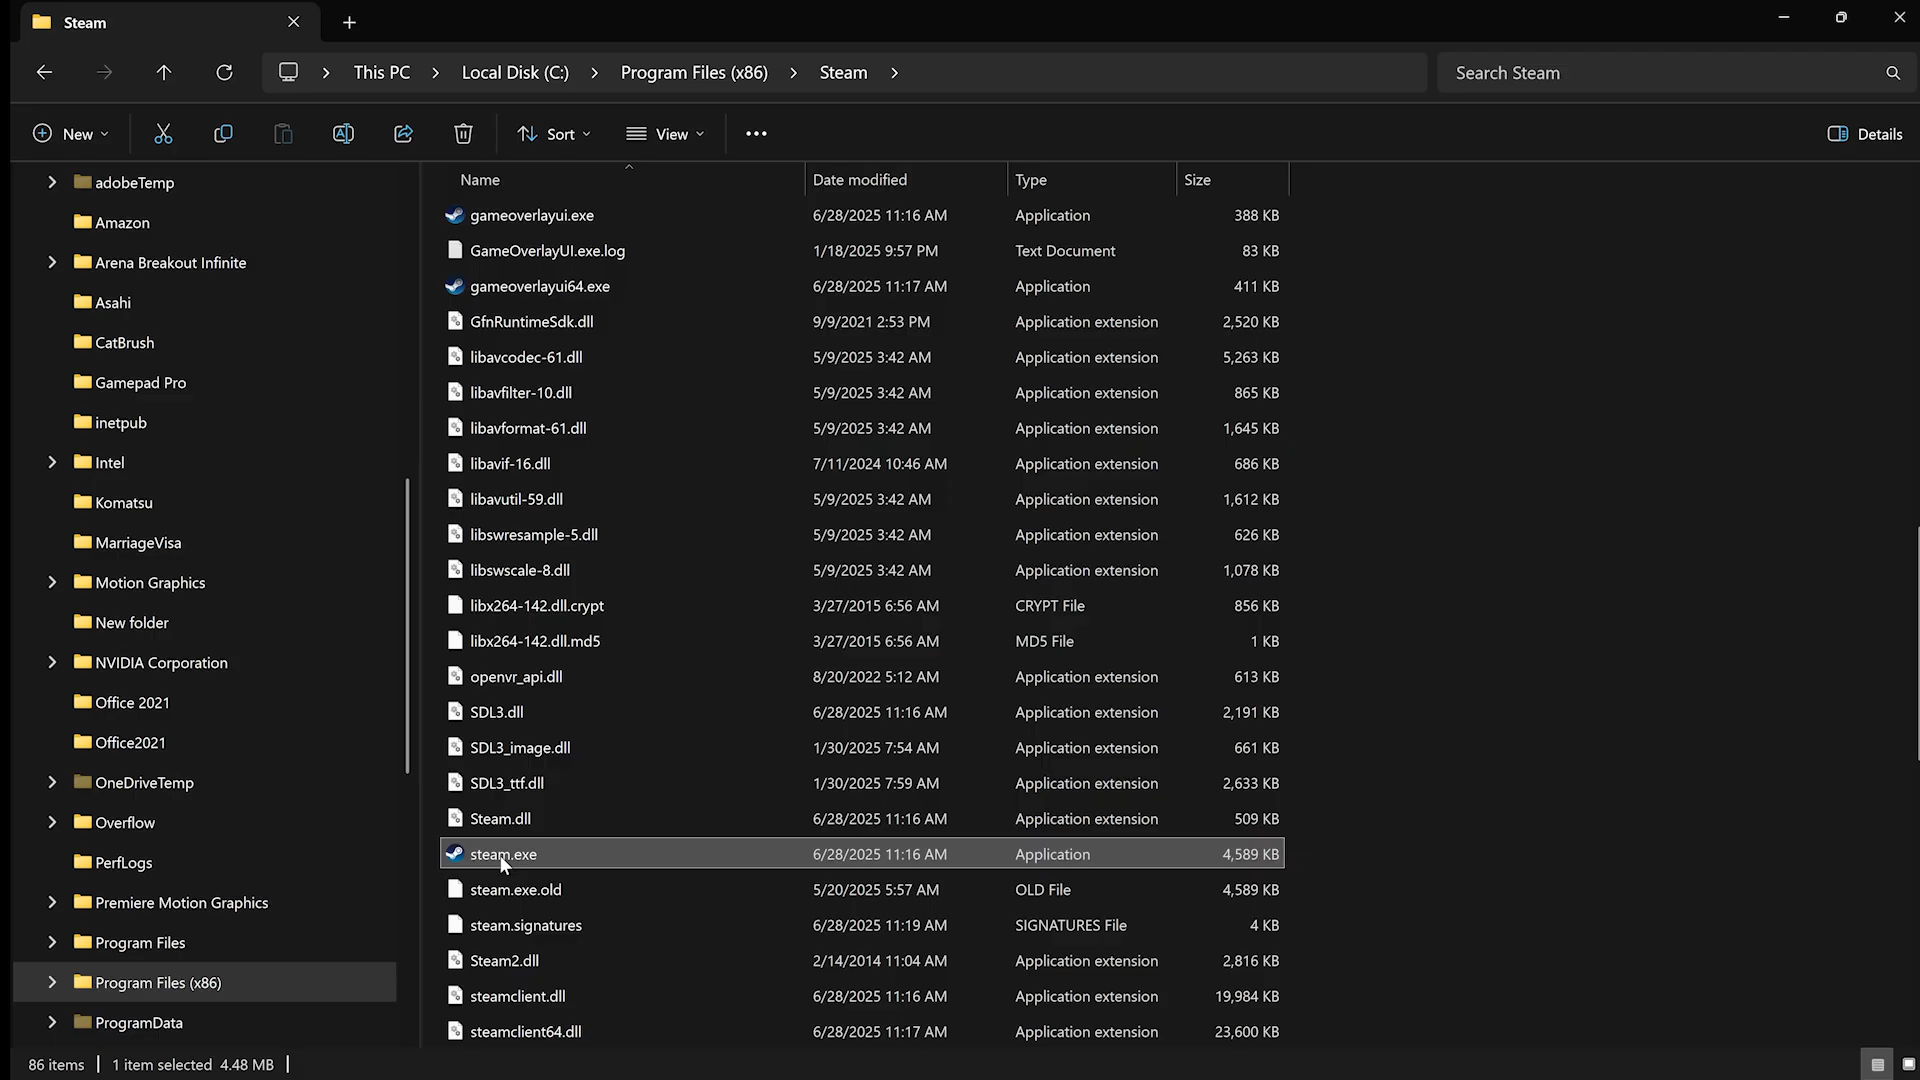 Steam
This PC > Local Disk (C:) > Program Files (x86) > Steam >
Search Steam
New
Sort
View
Details
adobeTemp
Amazon
Arena Breakout Infinite
Asahi
CatBrush
Gamepad Pro
inetpub
Intel
Komatsu
MarriageVisa
Motion Graphics
New folder
NVIDIA Corporation
Office 2021
Office2021
OneDriveTemp
Overflow
PerfLogs
Premiere Motion Graphics
Program Files
Program Files (x86)
ProgramData
Name Date modified Type Size
gameoverlayui.exe 6/28/2025 11:16 AM Application 388 KB
GameOverlayUI.exe.log 1/18/2025 9:57 PM Text Document 83 KB
gameoverlayui64.exe 6/28/2025 11:17 AM Application 411 KB
GfnRuntimeSdk.dll 9/9/2021 2:53 PM Application extension 2,520 KB
libavcodec-61.dll 5/9/2025 3:42 AM Application extension 5,263 KB
libavfilter-10.dll 5/9/2025 3:42 AM Application extension 865 KB
libavformat-61.dll 5/9/2025 3:42 AM Application extension 1,645 KB
libavif-16.dll 7/11/2024 10:46 AM Application extension 686 KB
libavutil-59.dll 5/9/2025 3:42 AM Application extension 1,612 KB
libswresample-5.dll 5/9/2025 3:42 AM Application extension 626 KB
libswscale-8.dll 5/9/2025 3:42 AM Application extension 1,078 KB
libx264-142.dll.crypt 3/27/2015 6:56 AM CRYPT File 856 KB
libx264-142.dll.md5 3/27/2015 6:56 AM MD5 File 1 KB
openvr_api.dll 8/20/2022 5:12 AM Application extension 613 KB
SDL3.dll 6/28/2025 11:16 AM Application extension 2,191 KB
SDL3_image.dll 1/30/2025 7:54 AM Application extension 661 KB
SDL3_ttf.dll 1/30/2025 7:59 AM Application extension 2,633 KB
Steam.dll 6/28/2025 11:16 AM Application extension 509 KB
steam.exe 6/28/2025 11:16 AM Application 4,589 KB
steam.exe.old 5/20/2025 5:57 AM OLD File 4,589 KB
steam.signatures 6/28/2025 11:19 AM SIGNATURES File 4 KB
Steam2.dll 2/14/2014 11:04 AM Application extension 2,816 KB
steamclient.dll 6/28/2025 11:16 AM Application extension 19,984 KB
steamclient64.dll 6/28/2025 11:17 AM Application extension 23,600 KB
86 items | 1 item selected 4.48 MB |